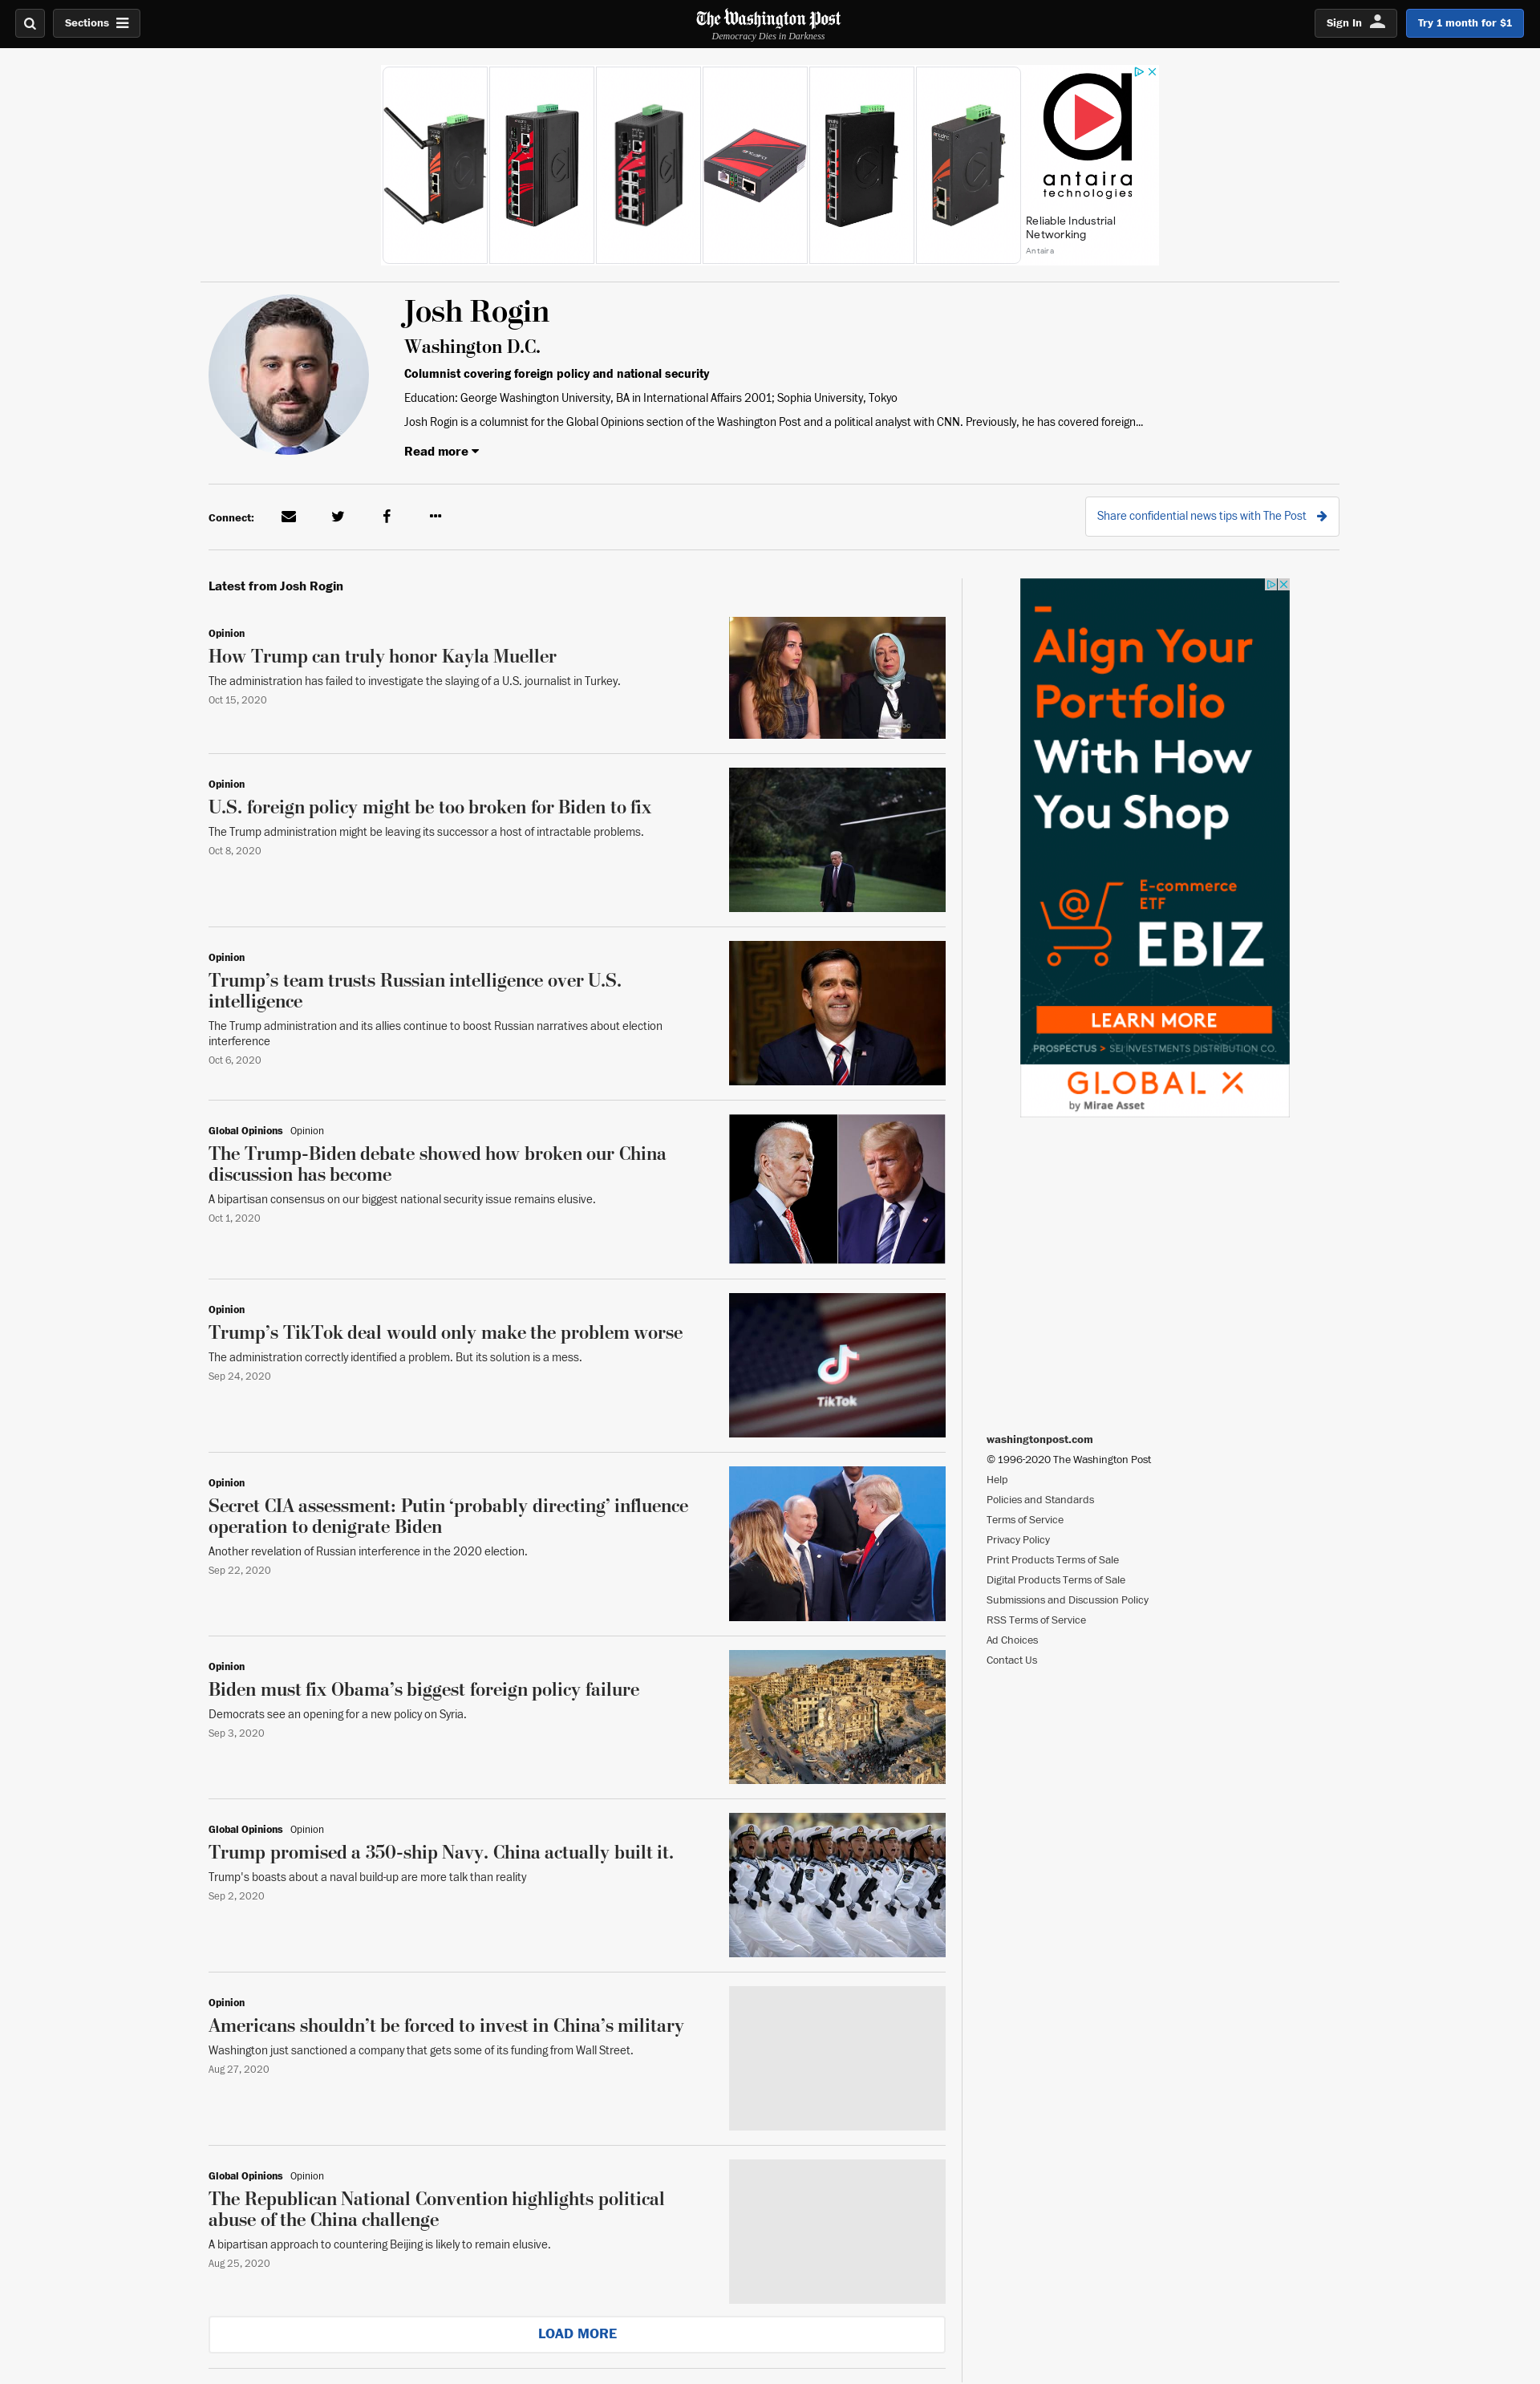 Sections
The Washington Post
Democracy Dies in Darkness
Sign In
Try 1 month for $1
antaira
technologies
Reliable Industrial
Networking
Antaira
Josh Rogin
Washington D.C.
Columnist covering foreign policy and national security
Education: George Washington University, BA in International Affairs 2001; Sophia University, Tokyo
Josh Rogin is a columnist for the Global Opinions section of the Washington Post and a political analyst with CNN. Previously, he has covered foreign...
Read more
Connect:
Share confidential news tips with The Post
Latest from Josh Rogin
Opinion
How Trump can truly honor Kayla Mueller
The administration has failed to investigate the slaying of a U.S. journalist in Turkey.
Oct 15, 2020
Opinion
U.S. foreign policy might be too broken for Biden to fix
The Trump administration might be leaving its successor a host of intractable problems.
Oct 8, 2020
Opinion
Trump’s team trusts Russian intelligence over U.S.
intelligence
The Trump administration and its allies continue to boost Russian narratives about election
interference
Oct 6, 2020
Global Opinions Opinion
The Trump-Biden debate showed how broken our China
discussion has become
A bipartisan consensus on our biggest national security issue remains elusive.
Oct 1, 2020
Opinion
Trump’s TikTok deal would only make the problem worse
The administration correctly identified a problem. But its solution is a mess.
Sep 24, 2020
TikTok
Opinion
Secret CIA assessment: Putin ‘probably directing’ influence
operation to denigrate Biden
Another revelation of Russian interference in the 2020 election.
Sep 22, 2020
Opinion
Biden must fix Obama’s biggest foreign policy failure
Democrats see an opening for a new policy on Syria.
Sep 3, 2020
Global Opinions Opinion
Trump promised a 350-ship Navy. China actually built it.
Trump's boasts about a naval build-up are more talk than reality
Sep 2, 2020
Opinion
Americans shouldn’t be forced to invest in China’s military
Washington just sanctioned a company that gets some of its funding from Wall Street.
Aug 27, 2020
Global Opinions Opinion
The Republican National Convention highlights political
abuse of the China challenge
A bipartisan approach to countering Beijing is likely to remain elusive.
Aug 25, 2020
LOAD MORE
Align Your
Portfolio
With How
You Shop
E-commerce
ETF
EBIZ
LEARN MORE
PROSPECTUS > SEI INVESTMENTS DISTRIBUTION CO.
GLOBAL X
by Mirae Asset
washingtonpost.com
© 1996-2020 The Washington Post
Help
Policies and Standards
Terms of Service
Privacy Policy
Print Products Terms of Sale
Digital Products Terms of Sale
Submissions and Discussion Policy
RSS Terms of Service
Ad Choices
Contact Us